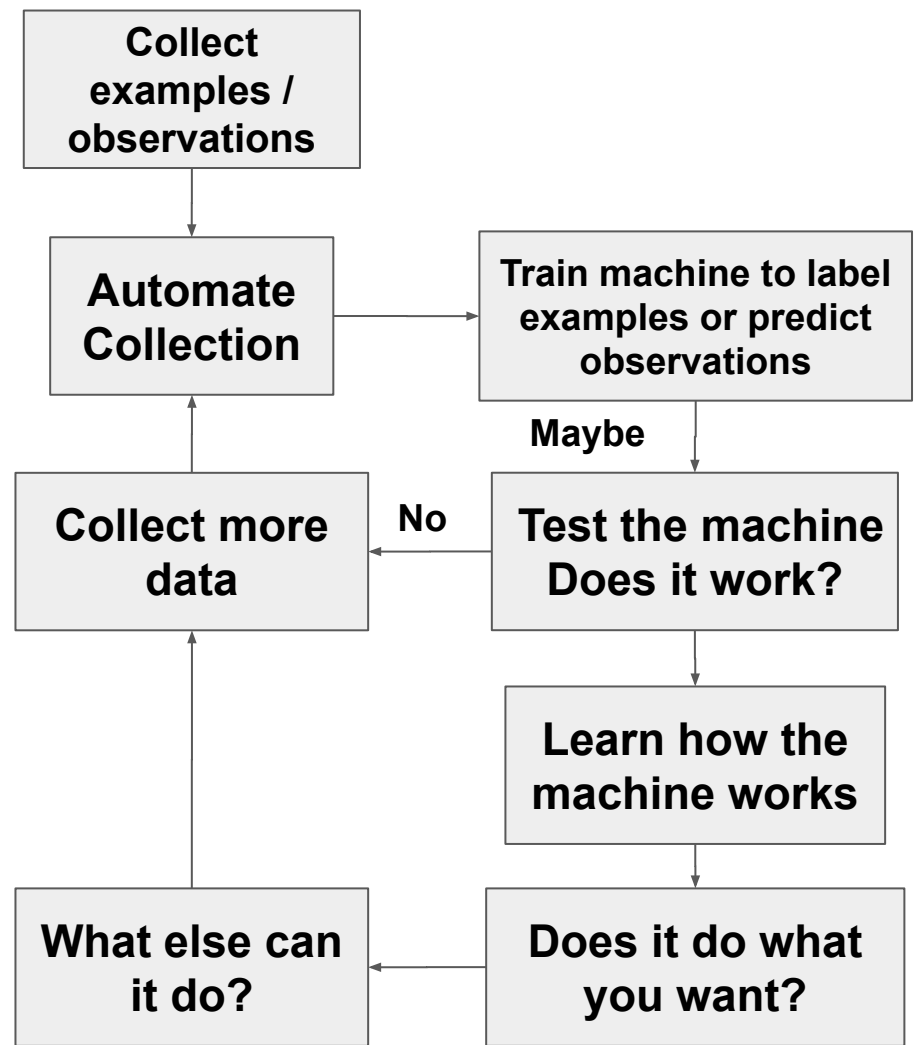 Collect
examples /
observations
Automate
Collection
Train machine to label
examples or predict
observations
Maybe
Collect more
data
No
Test the machine
Does it work?
Learn how the
machine works
What else can
it do?
Does it do what
you want?